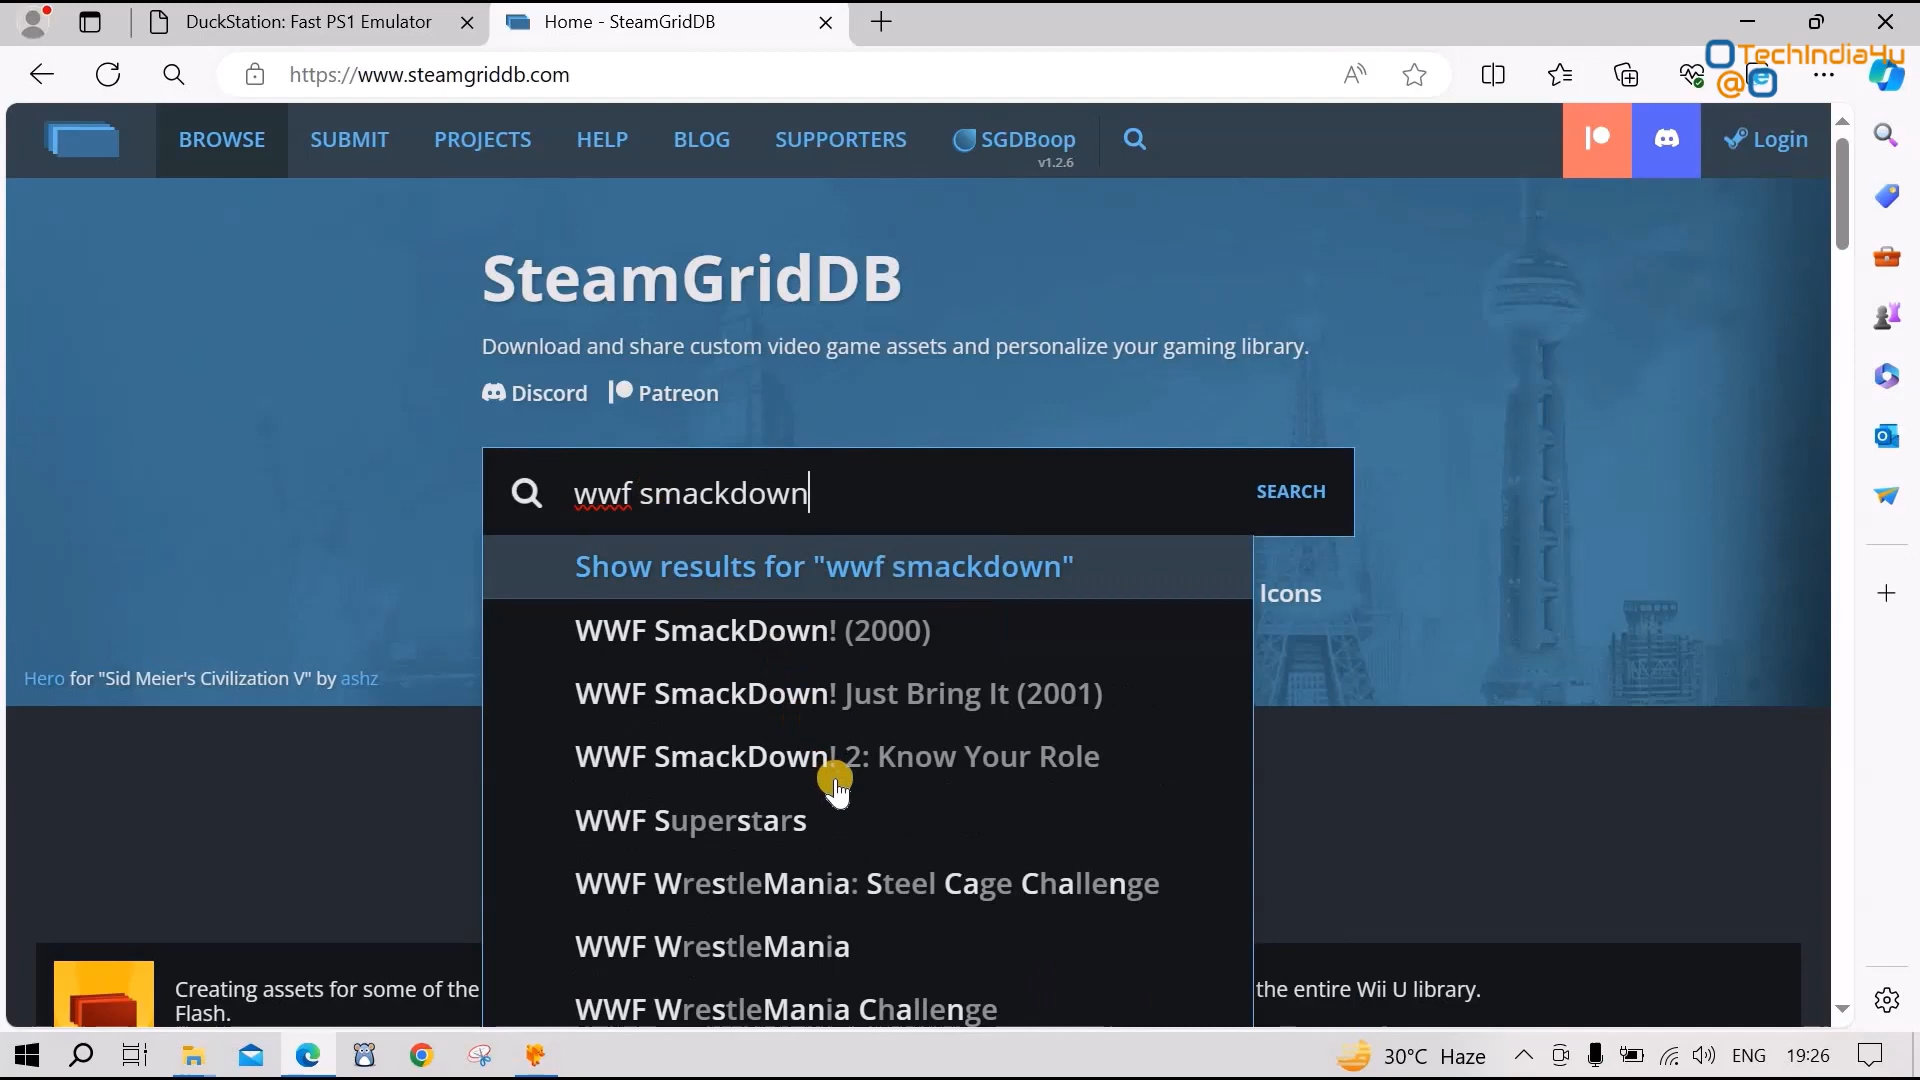 DuckStation: Fast PS1 Emulator
Home - SteamGridDB
https://www.steamgriddb.com
TechIndia4u
@
BROWSE
SUBMIT
PROJECTS
HELP
BLOG
SUPPORTERS
SGDBoop
v1.2.6
Login
SteamGridDB
Download and share custom video game assets and personalize your gaming library.
Discord
Patreon
wwf smackdown
SEARCH
Show results for "wwf smackdown"
Icons
WWF SmackDown! (2000)
Hero for "Sid Meier's Civilization V" by ashz
WWF SmackDown! Just Bring It (2001)
WWF SmackDown! 2: Know Your Role
WWF Superstars
WWF WrestleMania: Steel Cage Challenge
WWF WrestleMania
Creating assets for some of the
the entire Wii U library.
Flash.
WWF WrestleMania Challenge
30°C Haze
ENG
19:26